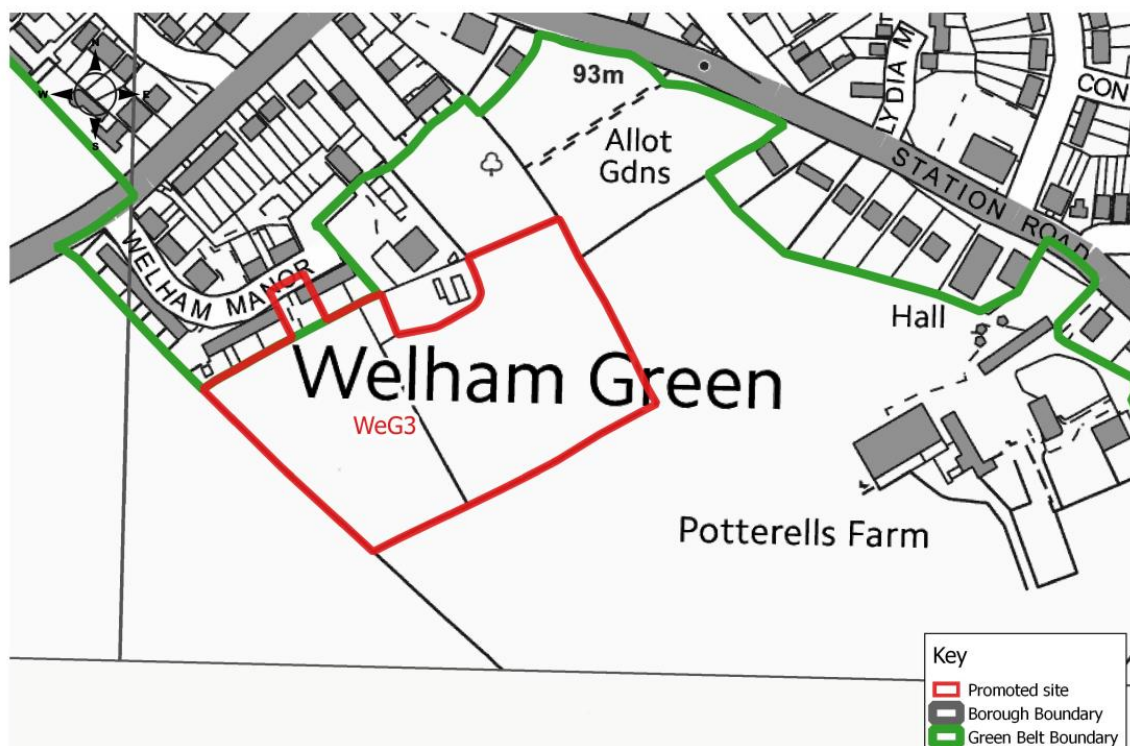 N
W
E
S
93m
Allot
Gdns
LYDIA M
CON
STATION ROAD
WELHAM MANOR
Hall
Welham Green
WeG3
Potterells Farm
Key
Promoted site
Borough Boundary
Green Belt Boundary